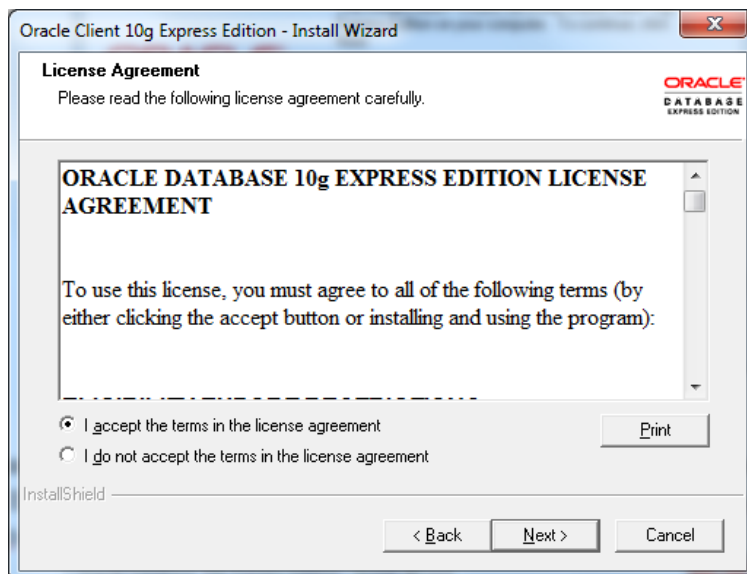 Oracle Client 10g Express Edition - Install Wizard
License Agreement
Please read the following license agreement carefully.
ORACLE
DATABASE
EXPRESS EDITION
ORACLE DATABASE 10g EXPRESS EDITION LICENSE
AGREEMENT
To use this license, you must agree to all of the following terms (by
either clicking the accept button or installing and using the program):
I accept the terms in the license agreement
Print
I do not accept the terms in the license agreement
InstallShield
< Back
Next >
Cancel